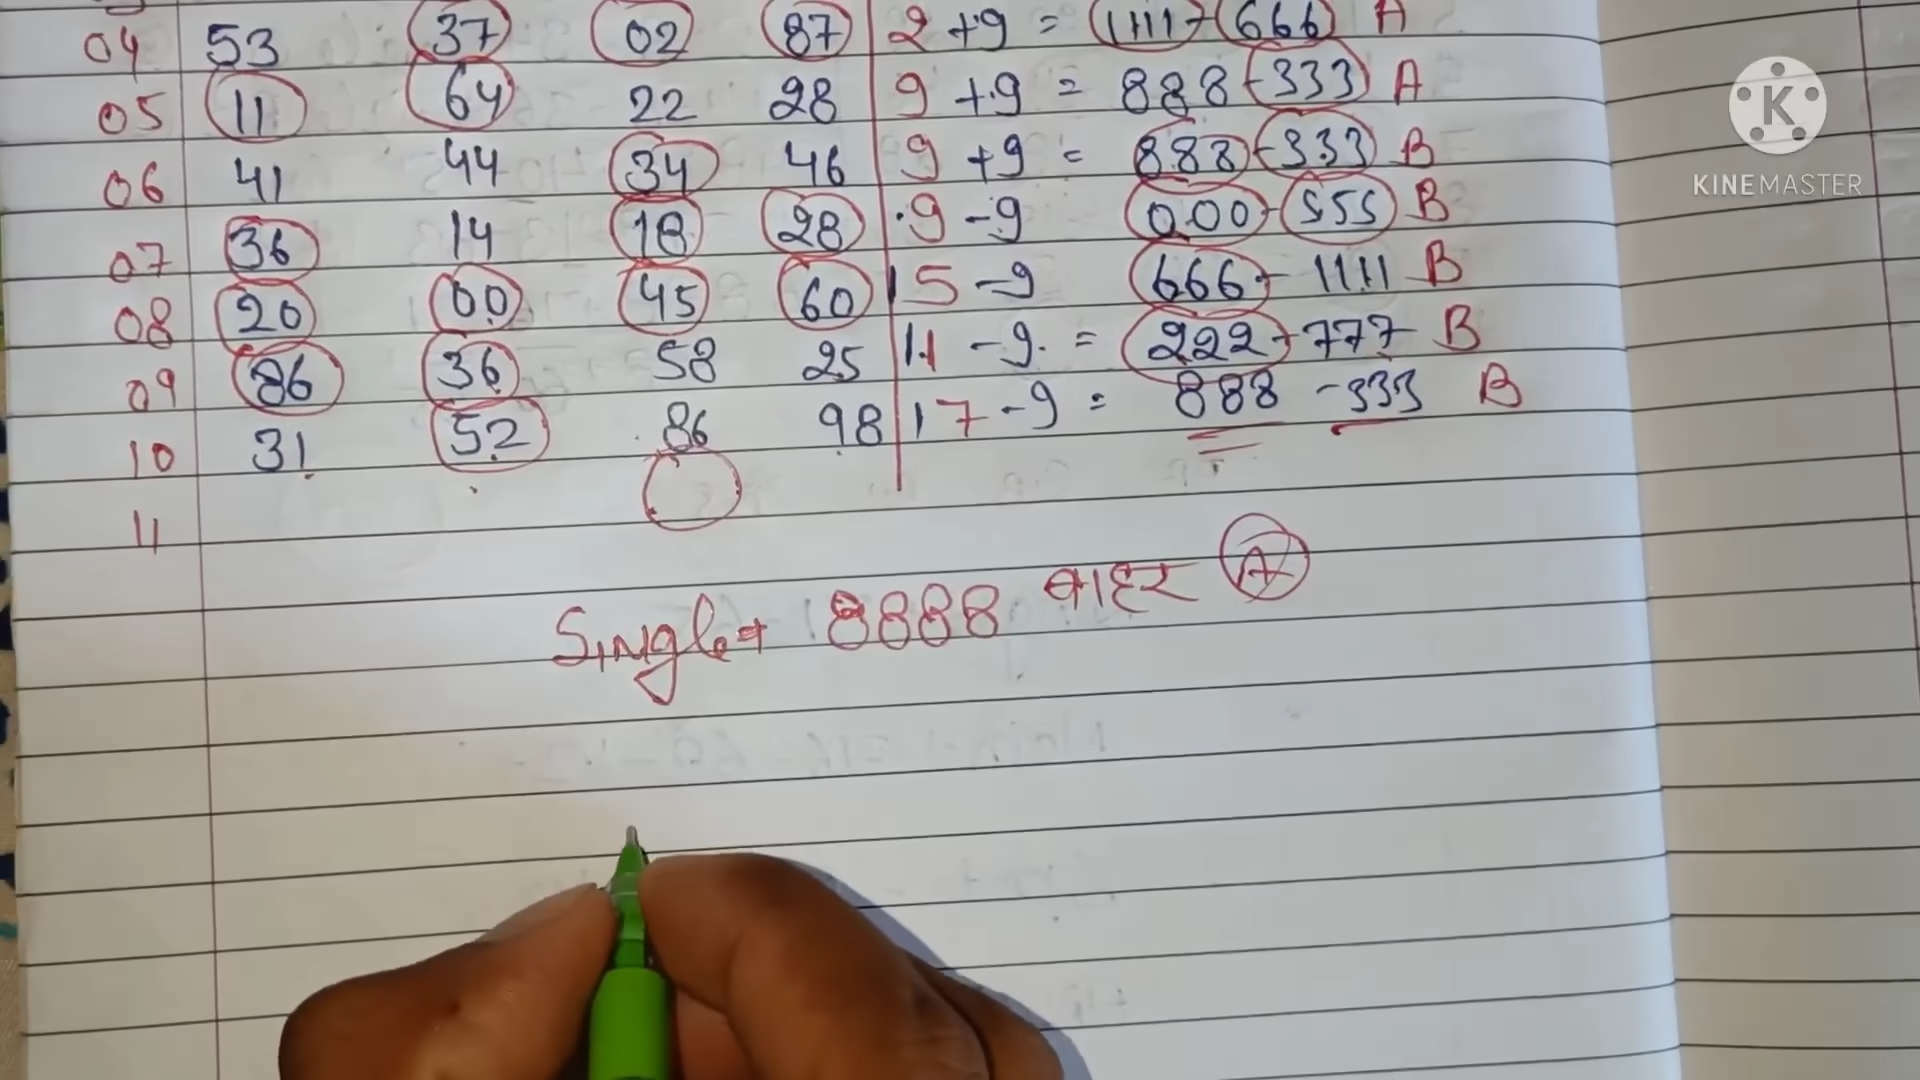 04 53 37 02 87 2 + 9 = 1111 - 666 A
05 11 64 22 28 9 + 9 = 888 - 333 A
06 41 44 34 46 9 + 9 = 888 - 333 B
07 36 14 18 28 9 - 9 000 - 555 B
08 20 00 45 60 15 - 9 666 - 1111 B
09 86 36 58 25 11 - 9 = 222 - 777 B
10 31 52 86 98 17 - 9 = 888 - 333 B
11
Single 8888 बाहर A
K
KINEMASTER